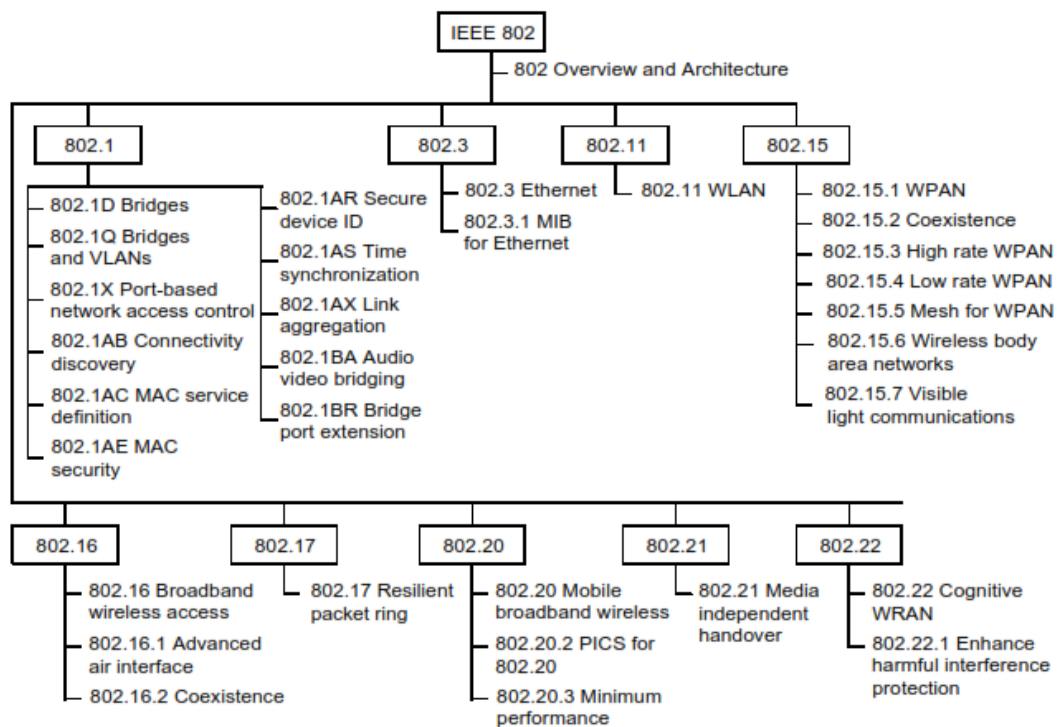 IEEE 802
802 Overview and Architecture
802.1
802.3
802.11
802.15
802.1D Bridges
802.1Q Bridges
and VLANs
802.1X Port-based
network access control
802.1AB Connectivity
discovery
802.1AC MAC service
definition
802.1AE MAC
security
802.1AR Secure
device ID
802.1AS Time
synchronization
802.1AX Link
aggregation
802.1BA Audio
video bridging
802.1BR Bridge
port extension
802.3 Ethernet
802.3.1 MIB
for Ethernet
802.11 WLAN
802.15.1 WPAN
802.15.2 Coexistence
802.15.3 High rate WPAN
802.15.4 Low rate WPAN
802.15.5 Mesh for WPAN
802.15.6 Wireless body
area networks
802.15.7 Visible
light communications
802.16
802.17
802.20
802.21
802.22
802.16 Broadband
wireless access
802.16.1 Advanced
air interface
802.16.2 Coexistence
802.17 Resilient
packet ring
802.20 Mobile
broadband wireless
802.20.2 PICS for
802.20
802.20.3 Minimum
performance
802.21 Media
independent
handover
802.22 Cognitive
WRAN
802.22.1 Enhance
harmful interference
protection